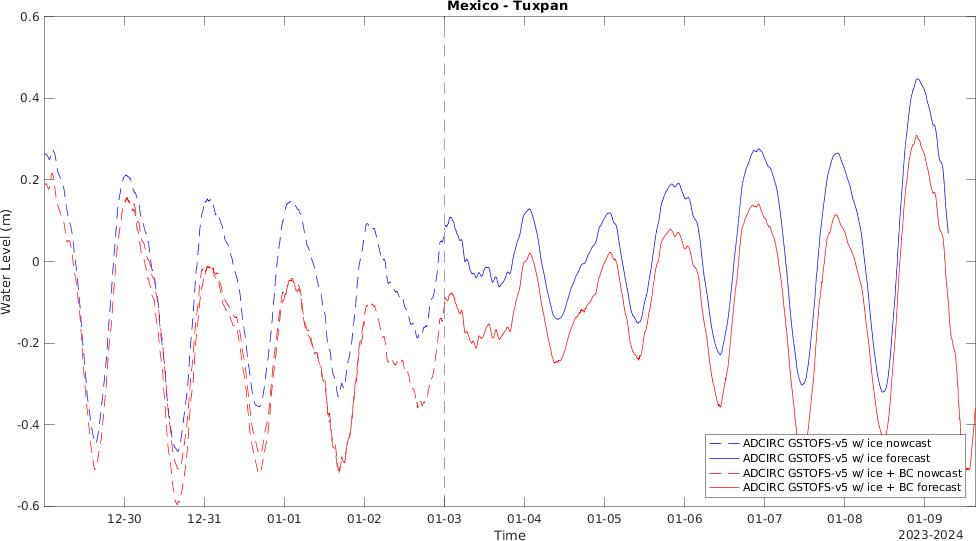 Mexico - Tuxpan
Water Level (m)
0.6
0.4
0.2
0
-0.2
-0.4
-0.6
ADCIRC GSTOFS-v5 w/ ice nowcast
ADCIRC GSTOFS-v5 w/ ice forecast
ADCIRC GSTOFS-v5 w/ ice + BC nowcast
ADCIRC GSTOFS-v5 w/ ice + BC forecast
12-30 12-31 01-01 01-02 01-03 01-04 01-05 01-06 01-07 01-08 01-09
Time
2023-2024